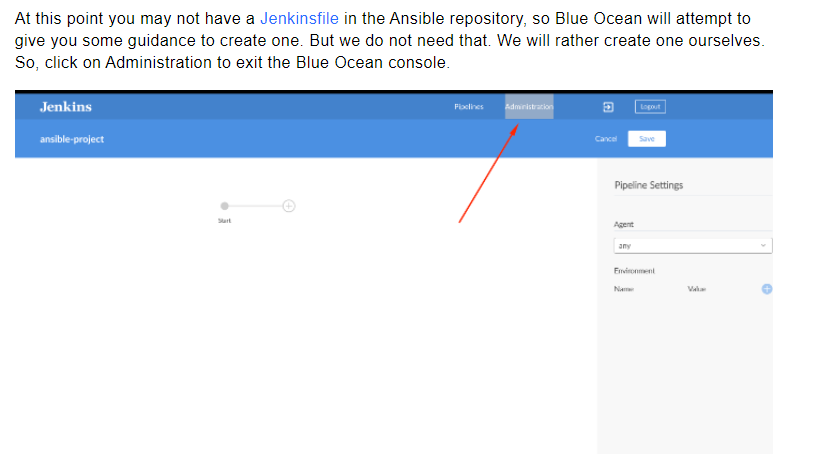 At this point you may not have a Jenkinsfile in the Ansible repository, so Blue Ocean will attempt to
give you some guidance to create one. But we do not need that. We will rather create one ourselves.
So, click on Administration to exit the Blue Ocean console.
Jenkins Pipelines Administration Logout
ansible-project Cancel Save
Pipeline Settings
Start
Agent
any
Environment
Name Value